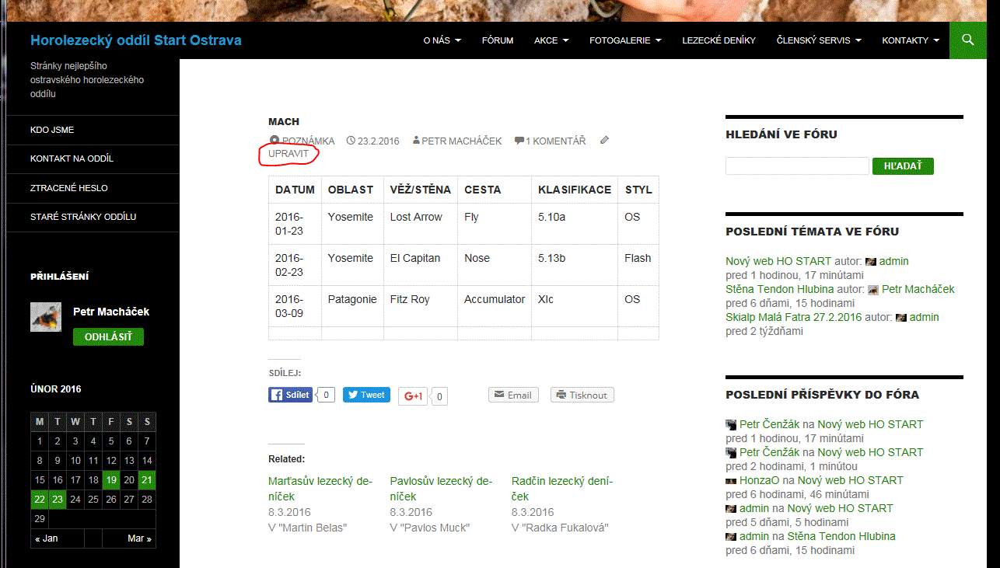 Horolezecký oddíl Start Ostrava
O NÁS FÓRUM AKCE FOTOGALERIE LEZECKÉ DENÍKY ČLENSKÝ SERVIS KONTAKTY
Stránky nejlepšího
ostravského horolezeckého
oddílu
KDO JSME
KONTAKT NA ODDÍL
ZTRACENÉ HESLO
STARÉ STRÁNKY ODDÍLU
PŘIHLÁŠENÍ
Petr Macháček
ODHLÁSIŤ
ÚNOR 2016
M T W T F S S
1 2 3 4 5 6 7
8 9 10 11 12 13 14
15 16 17 18 19 20 21
22 23 24 25 26 27 28
29
« Jan Mar »
MACH
POZNÁMKA 23.2.2016 PETR MACHÁČEK 1 KOMENTÁŘ
UPRAVIT
DATUM OBLAST VĚŽ/STĚNA CESTA KLASIFIKACE STYL
2016- Yosemite Lost Arrow Fly 5.10a OS
01-23
2016- Yosemite El Capitan Nose 5.13b Flash
02-23
2016- Patagonie Fitz Roy Accumulator XIc OS
03-09
SDÍLEJ:
Sdílet 0 Tweet G+1 0 Email Tisknout
Related:
Marťasův lezecký de-
níček
8.3.2016
V "Martin Belas"
Pavlosův lezecký de-
níček
8.3.2016
V "Pavlos Muck"
Radčin lezecký dení-
ček
8.3.2016
V "Radka Fukalová"
HLEDÁNÍ VE FÓRU
HĽADAŤ
POSLEDNÍ TÉMATA VE FÓRU
Nový web HO START autor: admin
pred 1 hodinou, 17 minútami
Stěna Tendon Hlubina autor: Petr Macháček
pred 6 dňami, 15 hodinami
Skialp Malá Fatra 27.2.2016 autor: admin
pred 2 týždňami
POSLEDNÍ PŘÍSPĚVKY DO FÓRA
Petr Čenžák na Nový web HO START
pred 1 hodinou, 17 minútami
Petr Čenžák na Nový web HO START
pred 2 hodinami, 1 minútou
HonzaO na Nový web HO START
pred 6 hodinami, 46 minútami
admin na Nový web HO START
pred 5 dňami, 5 hodinami
admin na Stěna Tendon Hlubina
pred 6 dňami, 15 hodinami